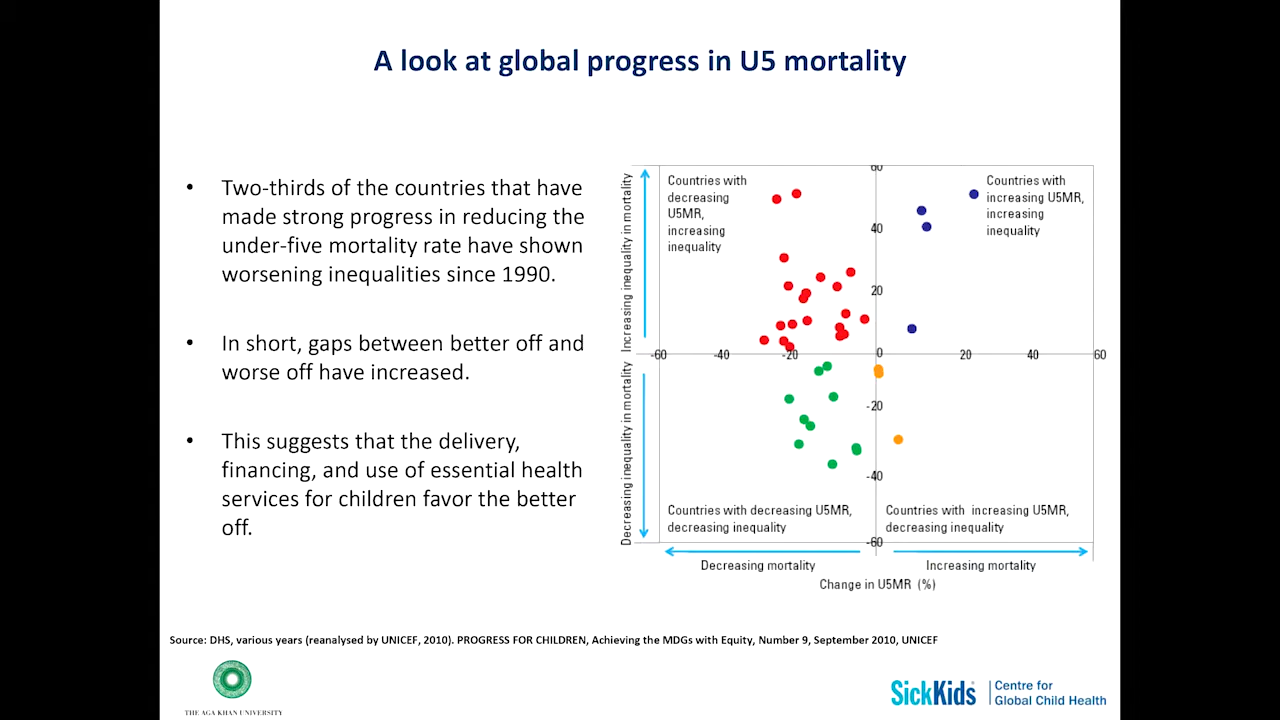 A look at global progress in U5 mortality
• Two-thirds of the countries that have
made strong progress in reducing the
under-five mortality rate have shown
worsening inequalities since 1990.
• In short, gaps between better off and
worse off have increased.
• This suggests that the delivery,
financing, and use of essential health
services for children favor the better
off.
Increasing inequality in mortality
Decreasing inequality in mortality
Countries with
decreasing
U5MR,
increasing
inequality
Countries with
increasing U5MR,
increasing
inequality
60
40
20
-60 -40 -20 0 20 40 60
-20
-40
-60
Countries with decreasing U5MR,
decreasing inequality
Countries with increasing U5MR,
decreasing inequality
Decreasing mortality
Increasing mortality
Change in U5MR (%)
Source: DHS, various years (reanalysed by UNICEF, 2010). PROGRESS FOR CHILDREN, Achieving the MDGs with Equity, Number 9, September 2010, UNICEF
THE AGA KHAN UNIVERSITY
SickKids
Centre for
Global Child Health